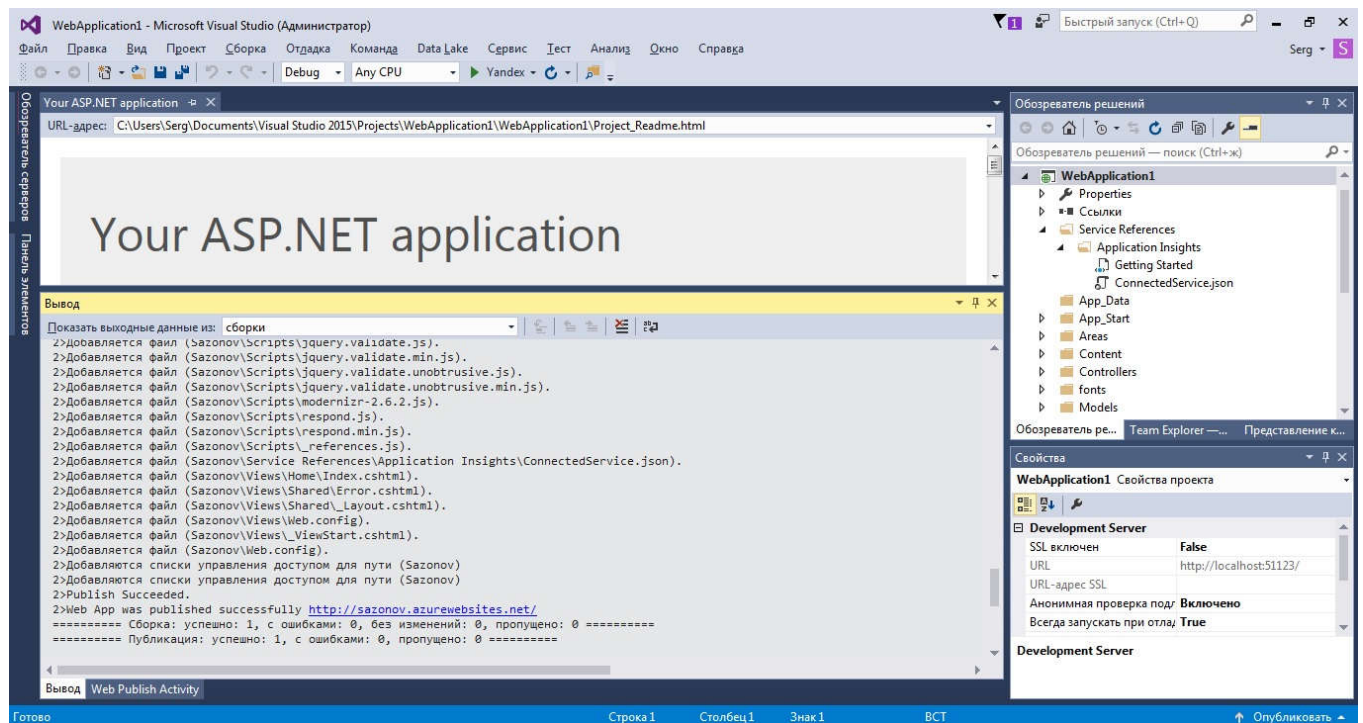 WebApplication1 - Microsoft Visual Studio (Администратор)
1
Быстрый запуск (Ctrl+Q)
Файл Правка Вид Проект Сборка Отладка Команда Data Lake Сервис Тест Анализ Окно Справка
Serg S
Debug Any CPU Yandex
Обозреватель серверов
Панель элементов
Your ASP.NET application
URL-адрес: C:\Users\Serg\Documents\Visual Studio 2015\Projects\WebApplication1\WebApplication1\Project_Readme.html
Your ASP.NET application
Вывод
Показать выходные данные из: сборки
2>Добавляется файл (Sazonov\Scripts\jquery.validate.js).
2>Добавляется файл (Sazonov\Scripts\jquery.validate.min.js).
2>Добавляется файл (Sazonov\Scripts\jquery.validate.unobtrusive.js).
2>Добавляется файл (Sazonov\Scripts\jquery.validate.unobtrusive.min.js).
2>Добавляется файл (Sazonov\Scripts\modernizr-2.6.2.js).
2>Добавляется файл (Sazonov\Scripts\respond.js).
2>Добавляется файл (Sazonov\Scripts\respond.min.js).
2>Добавляется файл (Sazonov\Scripts\_references.js).
2>Добавляется файл (Sazonov\Service References\Application Insights\ConnectedService.json).
2>Добавляется файл (Sazonov\Views\Home\Index.cshtml).
2>Добавляется файл (Sazonov\Views\Shared\Error.cshtml).
2>Добавляется файл (Sazonov\Views\Shared\_Layout.cshtml).
2>Добавляется файл (Sazonov\Views\Web.config).
2>Добавляется файл (Sazonov\Views\_ViewStart.cshtml).
2>Добавляется файл (Sazonov\Web.config).
2>Добавляются списки управления доступом для пути (Sazonov)
2>Добавляются списки управления доступом для пути (Sazonov)
2>Publish Succeeded.
2>Web App was published successfully http://sazonov.azurewebsites.net/
========== Сборка: успешно: 1, с ошибками: 0, без изменений: 0, пропущено: 0 ==========
========== Публикация: успешно: 1, с ошибками: 0, пропущено: 0 ==========
Вывод Web Publish Activity
Обозреватель решений
Обозреватель решений — поиск (Ctrl+ж)
WebApplication1
Properties
Ссылки
Service References
Application Insights
Getting Started
ConnectedService.json
App_Data
App_Start
Areas
Content
Controllers
fonts
Models
Обозреватель ре... Team Explorer —... Представление к...
Свойства
WebApplication1 Свойства проекта
Development Server
SSL включен False
URL http://localhost:51123/
URL-адрес SSL
Анонимная проверка подл Включено
Всегда запускать при отлад True
Development Server
Готово Строка 1 Столбец 1 Знак 1 ВСТ Опубликовать